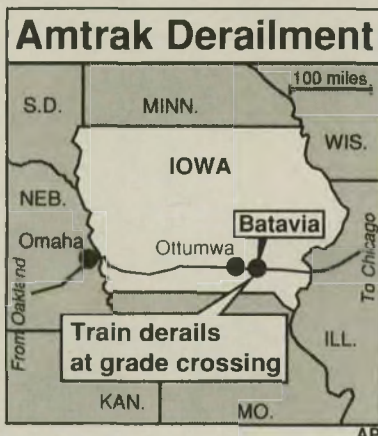 Amtrak Derailment
100 miles
S.D.
MINN.
WIS.
IOWA
NEB.
Batavia
Omaha
Ottumwa
From Oakland
To Chicago
Train derails
at grade crossing
ILL.
KAN.
MO.
AP